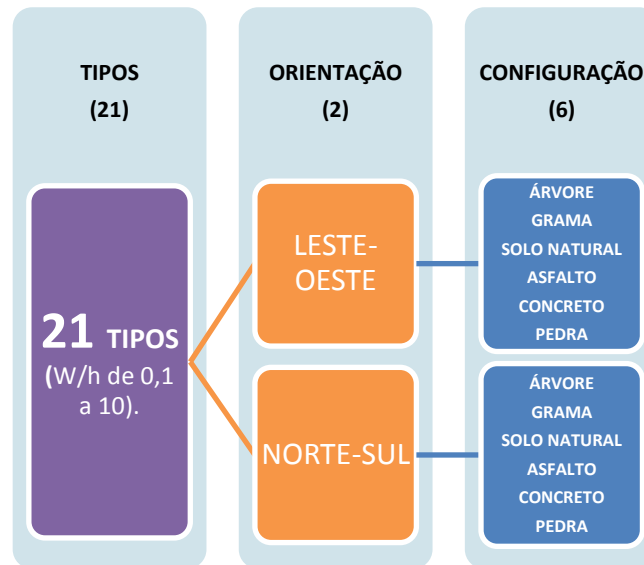 TIPOS
(21)
ORIENTAÇÃO
(2)
CONFIGURAÇÃO
(6)
21 TIPOS
(W/h de 0,1
a 10).
LESTE-
OESTE
ÁRVORE
GRAMA
SOLO NATURAL
ASFALTO
CONCRETO
PEDRA
NORTE-SUL
ÁRVORE
GRAMA
SOLO NATURAL
ASFALTO
CONCRETO
PEDRA